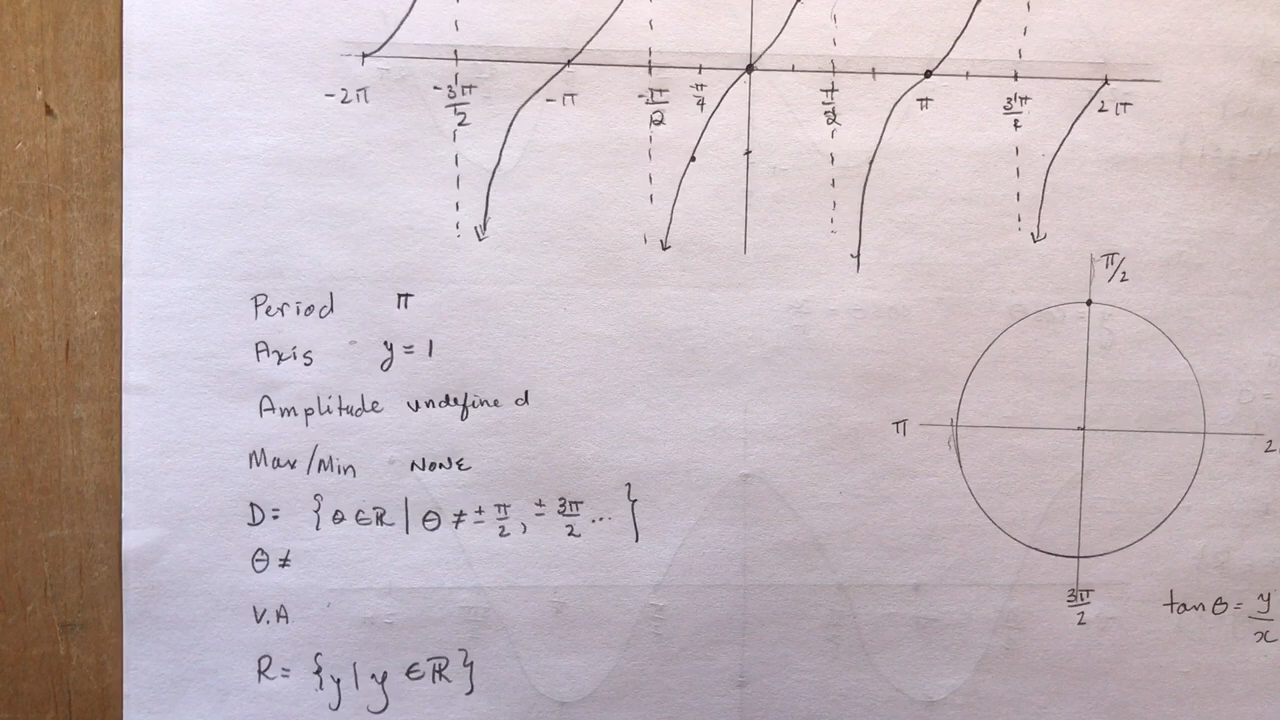 -2π -3π/2 -π -π/2 -π/4 π/2 π 3π/2 2π
π/2
Period π
Axis y = 1
Amplitude undefined
Max/Min NONE
π
D= {θ ∈ ℝ | θ ≠ ± π/2, ± 3π/2 ... }
θ ≠
V.A
3π/2
tan θ = y/x
R= {y | y ∈ ℝ}